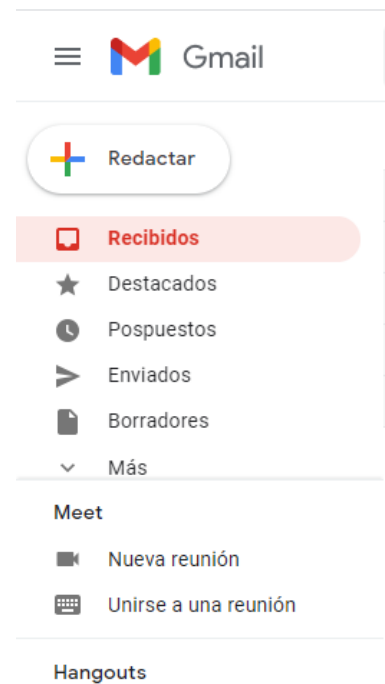 Gmail
Redactar
Recibidos
Destacados
Pospuestos
Enviados
Borradores
Más
Meet
Nueva reunión
Unirse a una reunión
Hangouts